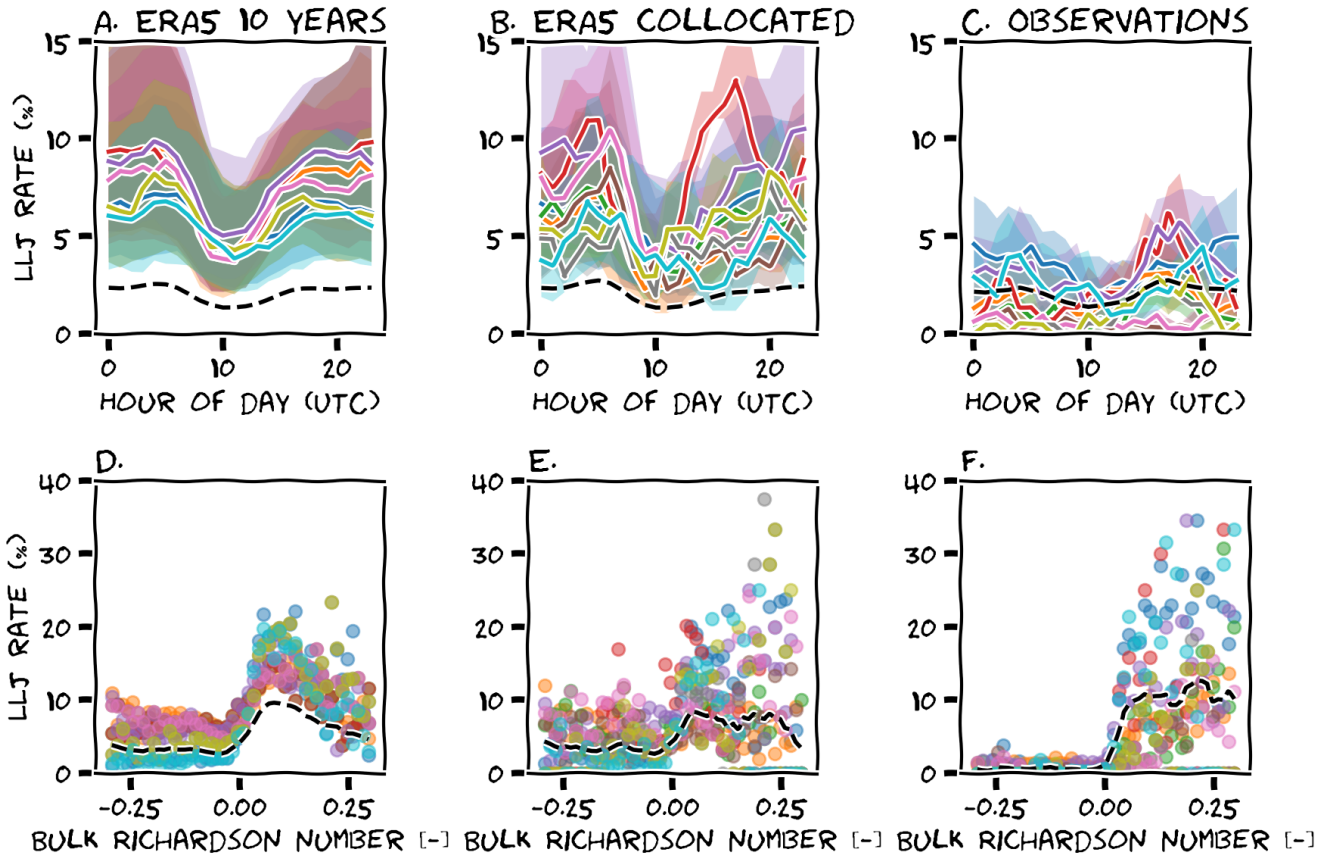 A. ERA5 10 YEARS
B. ERA5 COLLOCATED
C. OBSERVATIONS
LLJ RATE (%)
15
10
5
0
0 10 20
HOUR OF DAY (UTC)
15
10
5
0
0 10 20
HOUR OF DAY (UTC)
15
10
5
0
0 10 20
HOUR OF DAY (UTC)
D.
E.
F.
LLJ RATE (%)
40
30
20
10
0
-0.25 0.00 0.25
BULK RICHARDSON NUMBER [-]
40
30
20
10
0
-0.25 0.00 0.25
BULK RICHARDSON NUMBER [-]
40
30
20
10
0
-0.25 0.00 0.25
BULK RICHARDSON NUMBER [-]